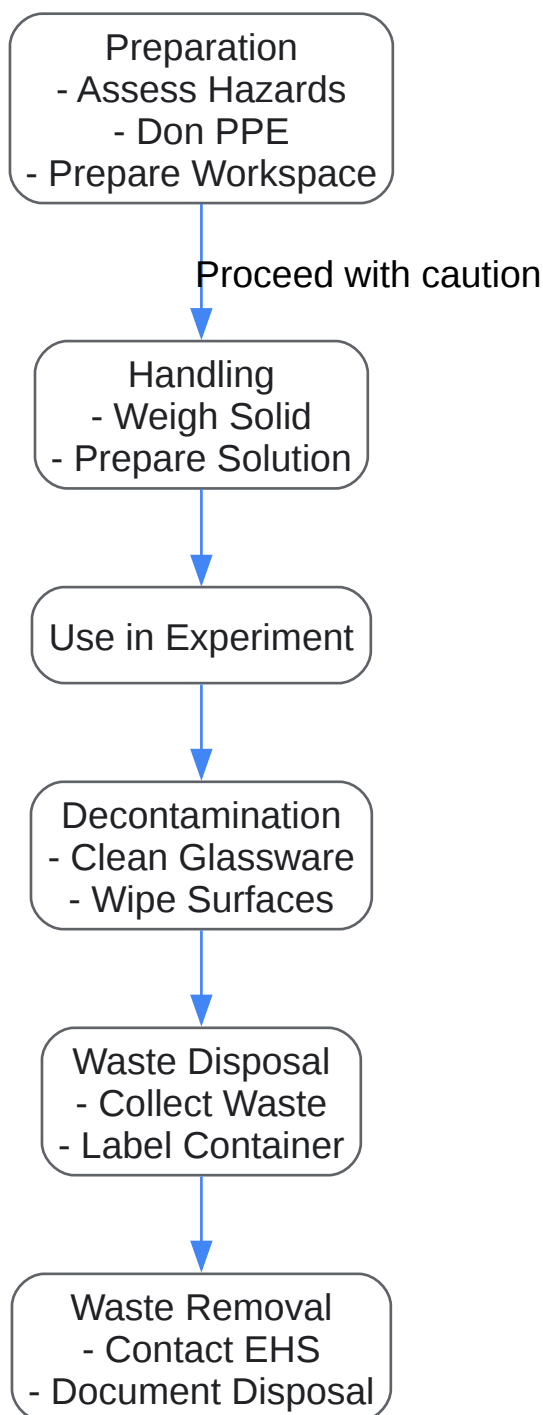 Preparation
- Assess Hazards
- Don PPE
- Prepare Workspace
Proceed with caution
Handling
- Weigh Solid
- Prepare Solution
Use in Experiment
Decontamination
- Clean Glassware
- Wipe Surfaces
Waste Disposal
- Collect Waste
- Label Container
Waste Removal
- Contact EHS
- Document Disposal